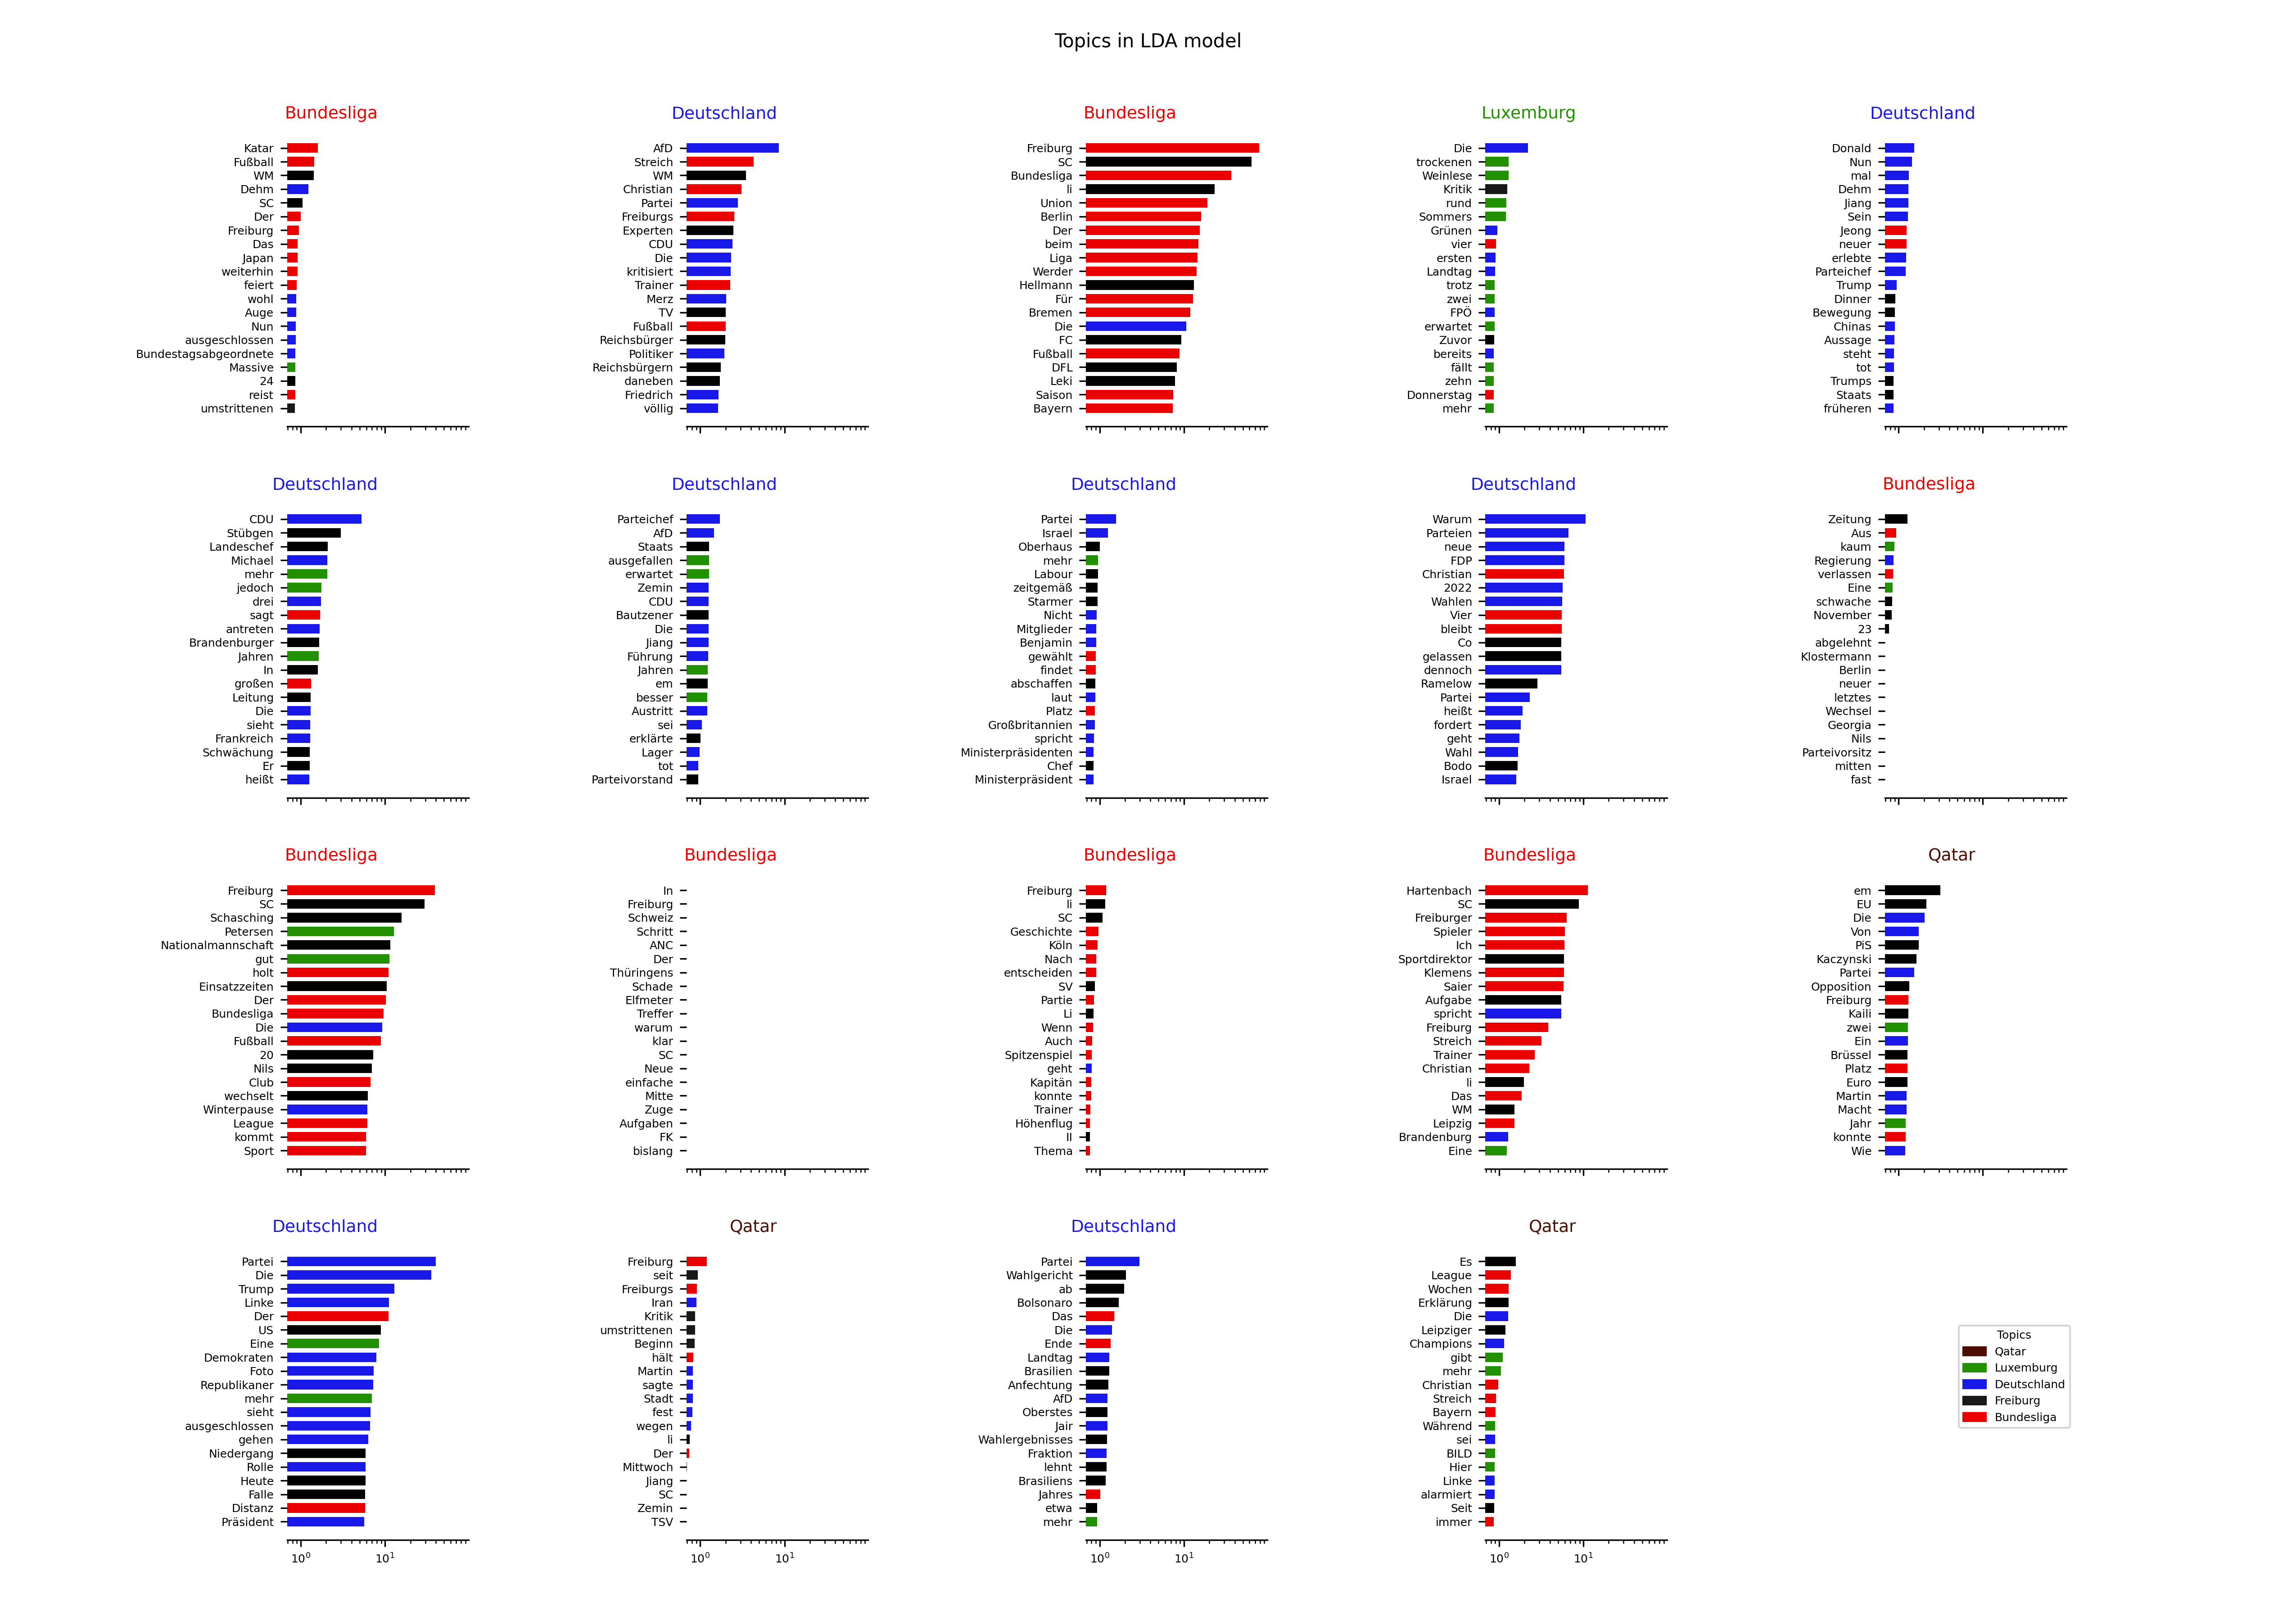 Topics in LDA model
Bundesliga
Katar
Fußball
WM
Dehm
SC
Der
Freiburg
Das
Japan
weiterhin
feiert
wohl
Auge
Nun
ausgeschlossen
Bundestagsabgeordnete
Massive
24
reist
umstrittenen
Deutschland
AfD
Streich
WM
Christian
Partei
Freiburgs
Experten
CDU
Die
kritisiert
Trainer
Merz
TV
Fußball
Reichsbürger
Politiker
Reichsbürgern
daneben
Friedrich
völlig
Bundesliga
Freiburg
SC
Bundesliga
li
Union
Berlin
Der
beim
Liga
Werder
Hellmann
Für
Bremen
Die
FC
Fußball
DFL
Leki
Saison
Bayern
Luxemburg
Die
trockenen
Weinlese
Kritik
rund
Sommers
Grünen
vier
ersten
Landtag
trotz
zwei
FPÖ
erwartet
Zuvor
bereits
fällt
zehn
Donnerstag
mehr
Deutschland
Donald
Nun
mal
Dehm
Jiang
Sein
Jeong
neuer
erlebte
Parteichef
Trump
Dinner
Bewegung
Chinas
Aussage
steht
tot
Trumps
Staats
früheren
Deutschland
CDU
Stübgen
Landeschef
Michael
mehr
jedoch
drei
sagt
antreten
Brandenburger
Jahren
In
großen
Leitung
Die
sieht
Frankreich
Schwächung
Er
heißt
Deutschland
Parteichef
AfD
Staats
ausgefallen
erwartet
Zemin
CDU
Bautzener
Die
Jiang
Führung
Jahren
em
besser
Austritt
sei
erklärte
Lager
tot
Parteivorstand
Deutschland
Partei
Israel
Oberhaus
mehr
Labour
zeitgemäß
Starmer
Nicht
Mitglieder
Benjamin
gewählt
findet
abschaffen
laut
Platz
Großbritannien
spricht
Ministerpräsidenten
Chef
Ministerpräsident
Deutschland
Warum
Parteien
neue
FDP
Christian
2022
Wahlen
Vier
bleibt
Co
gelassen
dennoch
Ramelow
Partei
heißt
fordert
geht
Wahl
Bodo
Israel
Bundesliga
Zeitung
Aus
kaum
Regierung
verlassen
Eine
schwache
November
23
abgelehnt
Klostermann
Berlin
neuer
letztes
Wechsel
Georgia
Nils
Parteivorsitz
mitten
fast
Bundesliga
Freiburg
SC
Schasching
Petersen
Nationalmannschaft
gut
holt
Einsatzzeiten
Der
Bundesliga
Die
Fußball
20
Nils
Club
wechselt
Winterpause
League
kommt
Sport
Bundesliga
In
Freiburg
Schweiz
Schritt
ANC
Der
Thüringens
Schade
Elfmeter
Treffer
warum
klar
SC
Neue
einfache
Mitte
Zuge
Aufgaben
FK
bislang
Bundesliga
Freiburg
li
SC
Geschichte
Köln
Nach
entscheiden
SV
Partie
Li
Wenn
Auch
Spitzenspiel
geht
Kapitän
konnte
Trainer
Höhenflug
II
Thema
Bundesliga
Hartenbach
SC
Freiburger
Spieler
Ich
Sportdirektor
Klemens
Saier
Aufgabe
spricht
Freiburg
Streich
Trainer
Christian
li
Das
WM
Leipzig
Brandenburg
Eine
Qatar
em
EU
Die
Von
PiS
Kaczynski
Partei
Opposition
Freiburg
Kaili
zwei
Ein
Brüssel
Platz
Euro
Martin
Macht
Jahr
konnte
Wie
Deutschland
Partei
Die
Trump
Linke
Der
US
Eine
Demokraten
Foto
Republikaner
mehr
sieht
ausgeschlossen
gehen
Niedergang
Rolle
Heute
Falle
Distanz
Präsident
10⁰ 10¹
Qatar
Freiburg
seit
Freiburgs
Iran
Kritik
umstrittenen
Beginn
hält
Martin
sagte
Stadt
fest
wegen
li
Der
Mittwoch
Jiang
SC
Zemin
TSV
10⁰ 10¹
Deutschland
Partei
Wahlgericht
ab
Bolsonaro
Das
Die
Ende
Landtag
Brasilien
Anfechtung
AfD
Oberstes
Jair
Wahlergebnisses
Fraktion
lehnt
Brasiliens
Jahres
etwa
mehr
10⁰ 10¹
Qatar
Es
League
Wochen
Erklärung
Die
Leipziger
Champions
gibt
mehr
Christian
Streich
Bayern
Während
sei
BILD
Hier
Linke
alarmiert
Seit
immer
10⁰ 10¹
Topics
Qatar
Luxemburg
Deutschland
Freiburg
Bundesliga